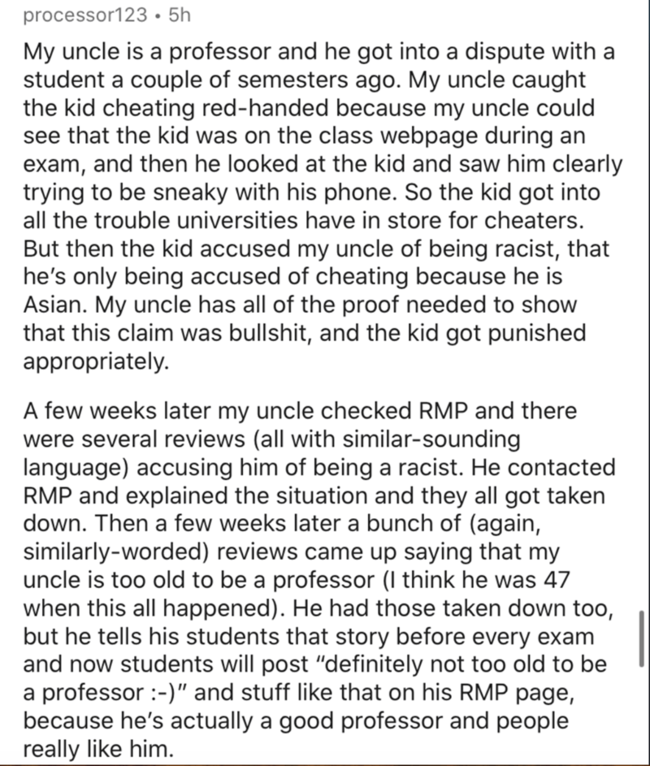 processor123 • 5h
My uncle is a professor and he got into a dispute with a
student a couple of semesters ago. My uncle caught
the kid cheating red-handed because my uncle could
see that the kid was on the class webpage during an
exam, and then he looked at the kid and saw him clearly
trying to be sneaky with his phone. So the kid got into
all the trouble universities have in store for cheaters.
But then the kid accused my uncle of being racist, that
he’s only being accused of cheating because he is
Asian. My uncle has all of the proof needed to show
that this claim was bullshit, and the kid got punished
appropriately.
A few weeks later my uncle checked RMP and there
were several reviews (all with similar-sounding
language) accusing him of being a racist. He contacted
RMP and explained the situation and they all got taken
down. Then a few weeks later a bunch of (again,
similarly-worded) reviews came up saying that my
uncle is too old to be a professor (I think he was 47
when this all happened). He had those taken down too,
but he tells his students that story before every exam
and now students will post “definitely not too old to be
a professor :-)” and stuff like that on his RMP page,
because he’s actually a good professor and people
really like him.